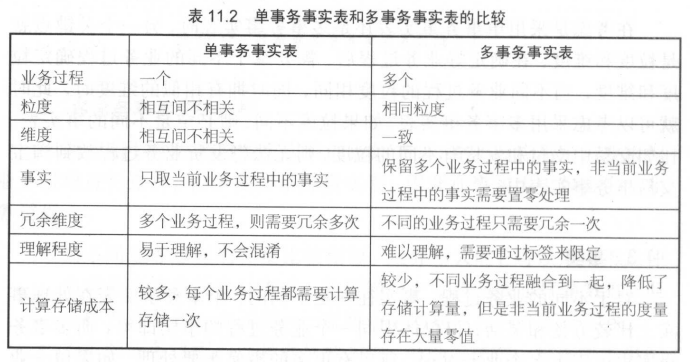 表 11.2 单事务事实表和多事务事实表的比较
单事务事实表 多事务事实表
业务过程 一个 多个
粒度 相互间不相关 相同粒度
维度 相互间不相关 一致
事实 只取当前业务过程中的事实 保留多个业务过程中的事实，非当前业务
过程中的事实需要置零处理
冗余维度 多个业务过程，则需要冗余多次 不同的业务过程只需要冗余一次
理解程度 易于理解，不会混淆 难以理解，需要通过标签来限定
计算存储成本 较多，每个业务过程都需要计算
存储一次 较少，不同业务过程融合到一起，降低了
存储计算量，但是非当前业务过程的度量
存在大量零值